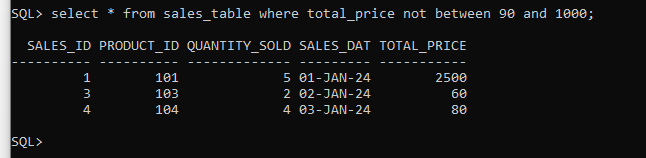 SQL> select * from sales_table where total_price not between 90 and 1000;
  SALES_ID PRODUCT_ID QUANTITY_SOLD SALES_DAT TOTAL_PRICE
---------- ---------- ------------- --------- -----------
         1        101             5 01-JAN-24        2500
         3        103             2 02-JAN-24          60
         4        104             4 03-JAN-24          80
SQL>